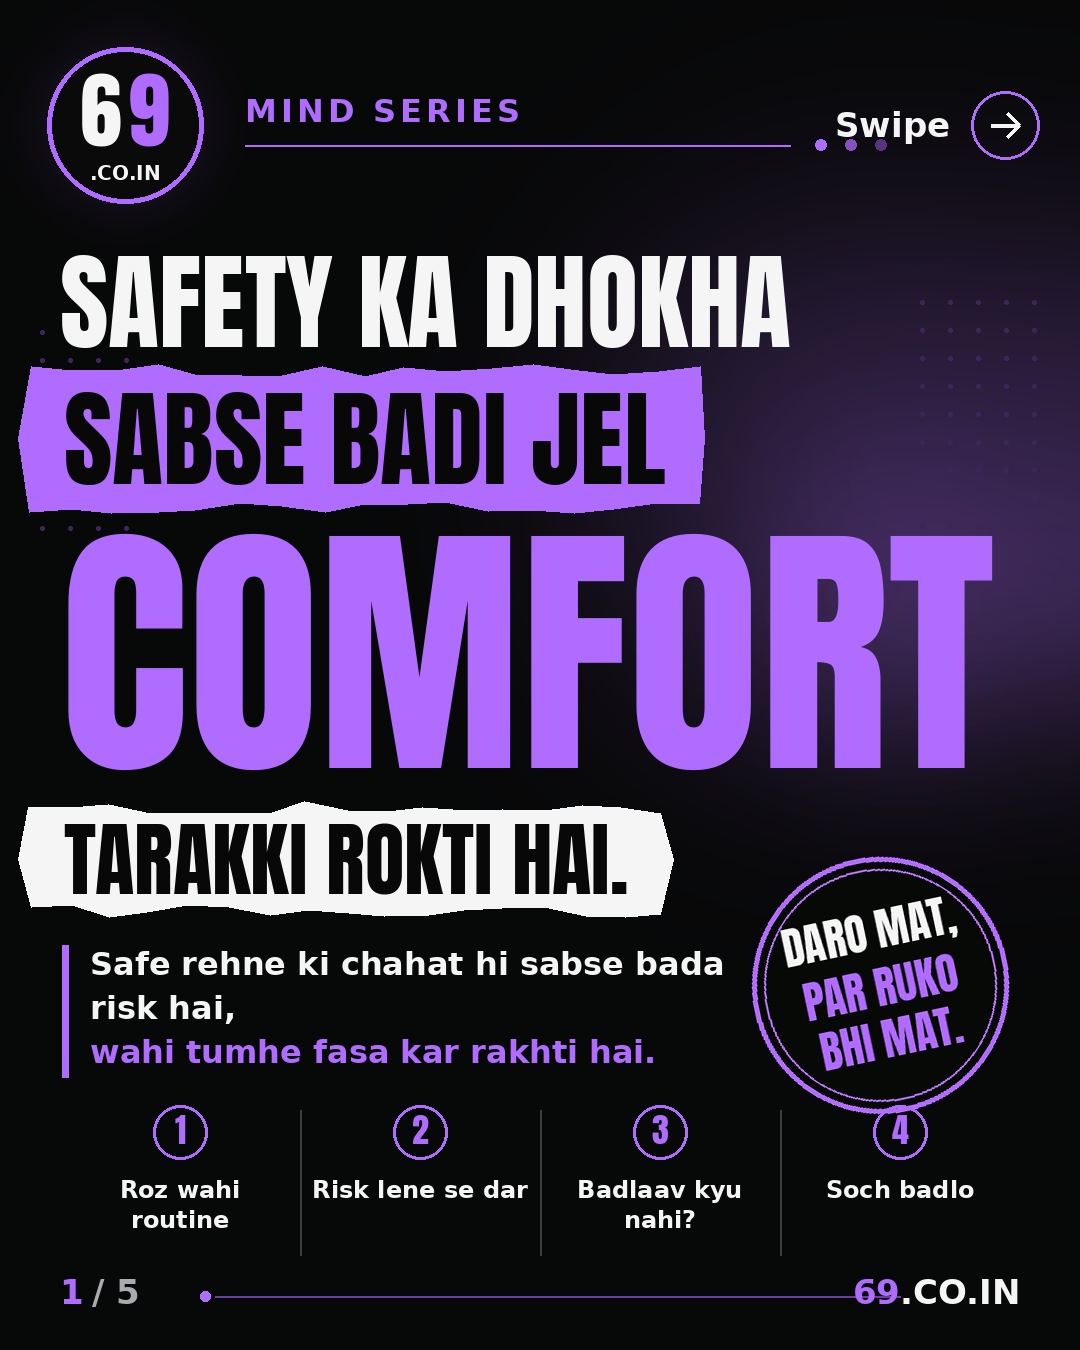 69
.CO.IN
MIND SERIES
Swipe
SAFETY KA DHOKHA
SABSE BADI JEL
COMFORT
TARAKKI ROKTI HAI.
Safe rehne ki chahat hi sabse bada
risk hai,
wahi tumhe fasa kar rakhti hai.
DARO MAT,
PAR RUKO
BHI MAT.
1
Roz wahi
routine
2
Risk lene se dar
3
Badlaav kyu
nahi?
4
Soch badlo
1 / 5
69.CO.IN